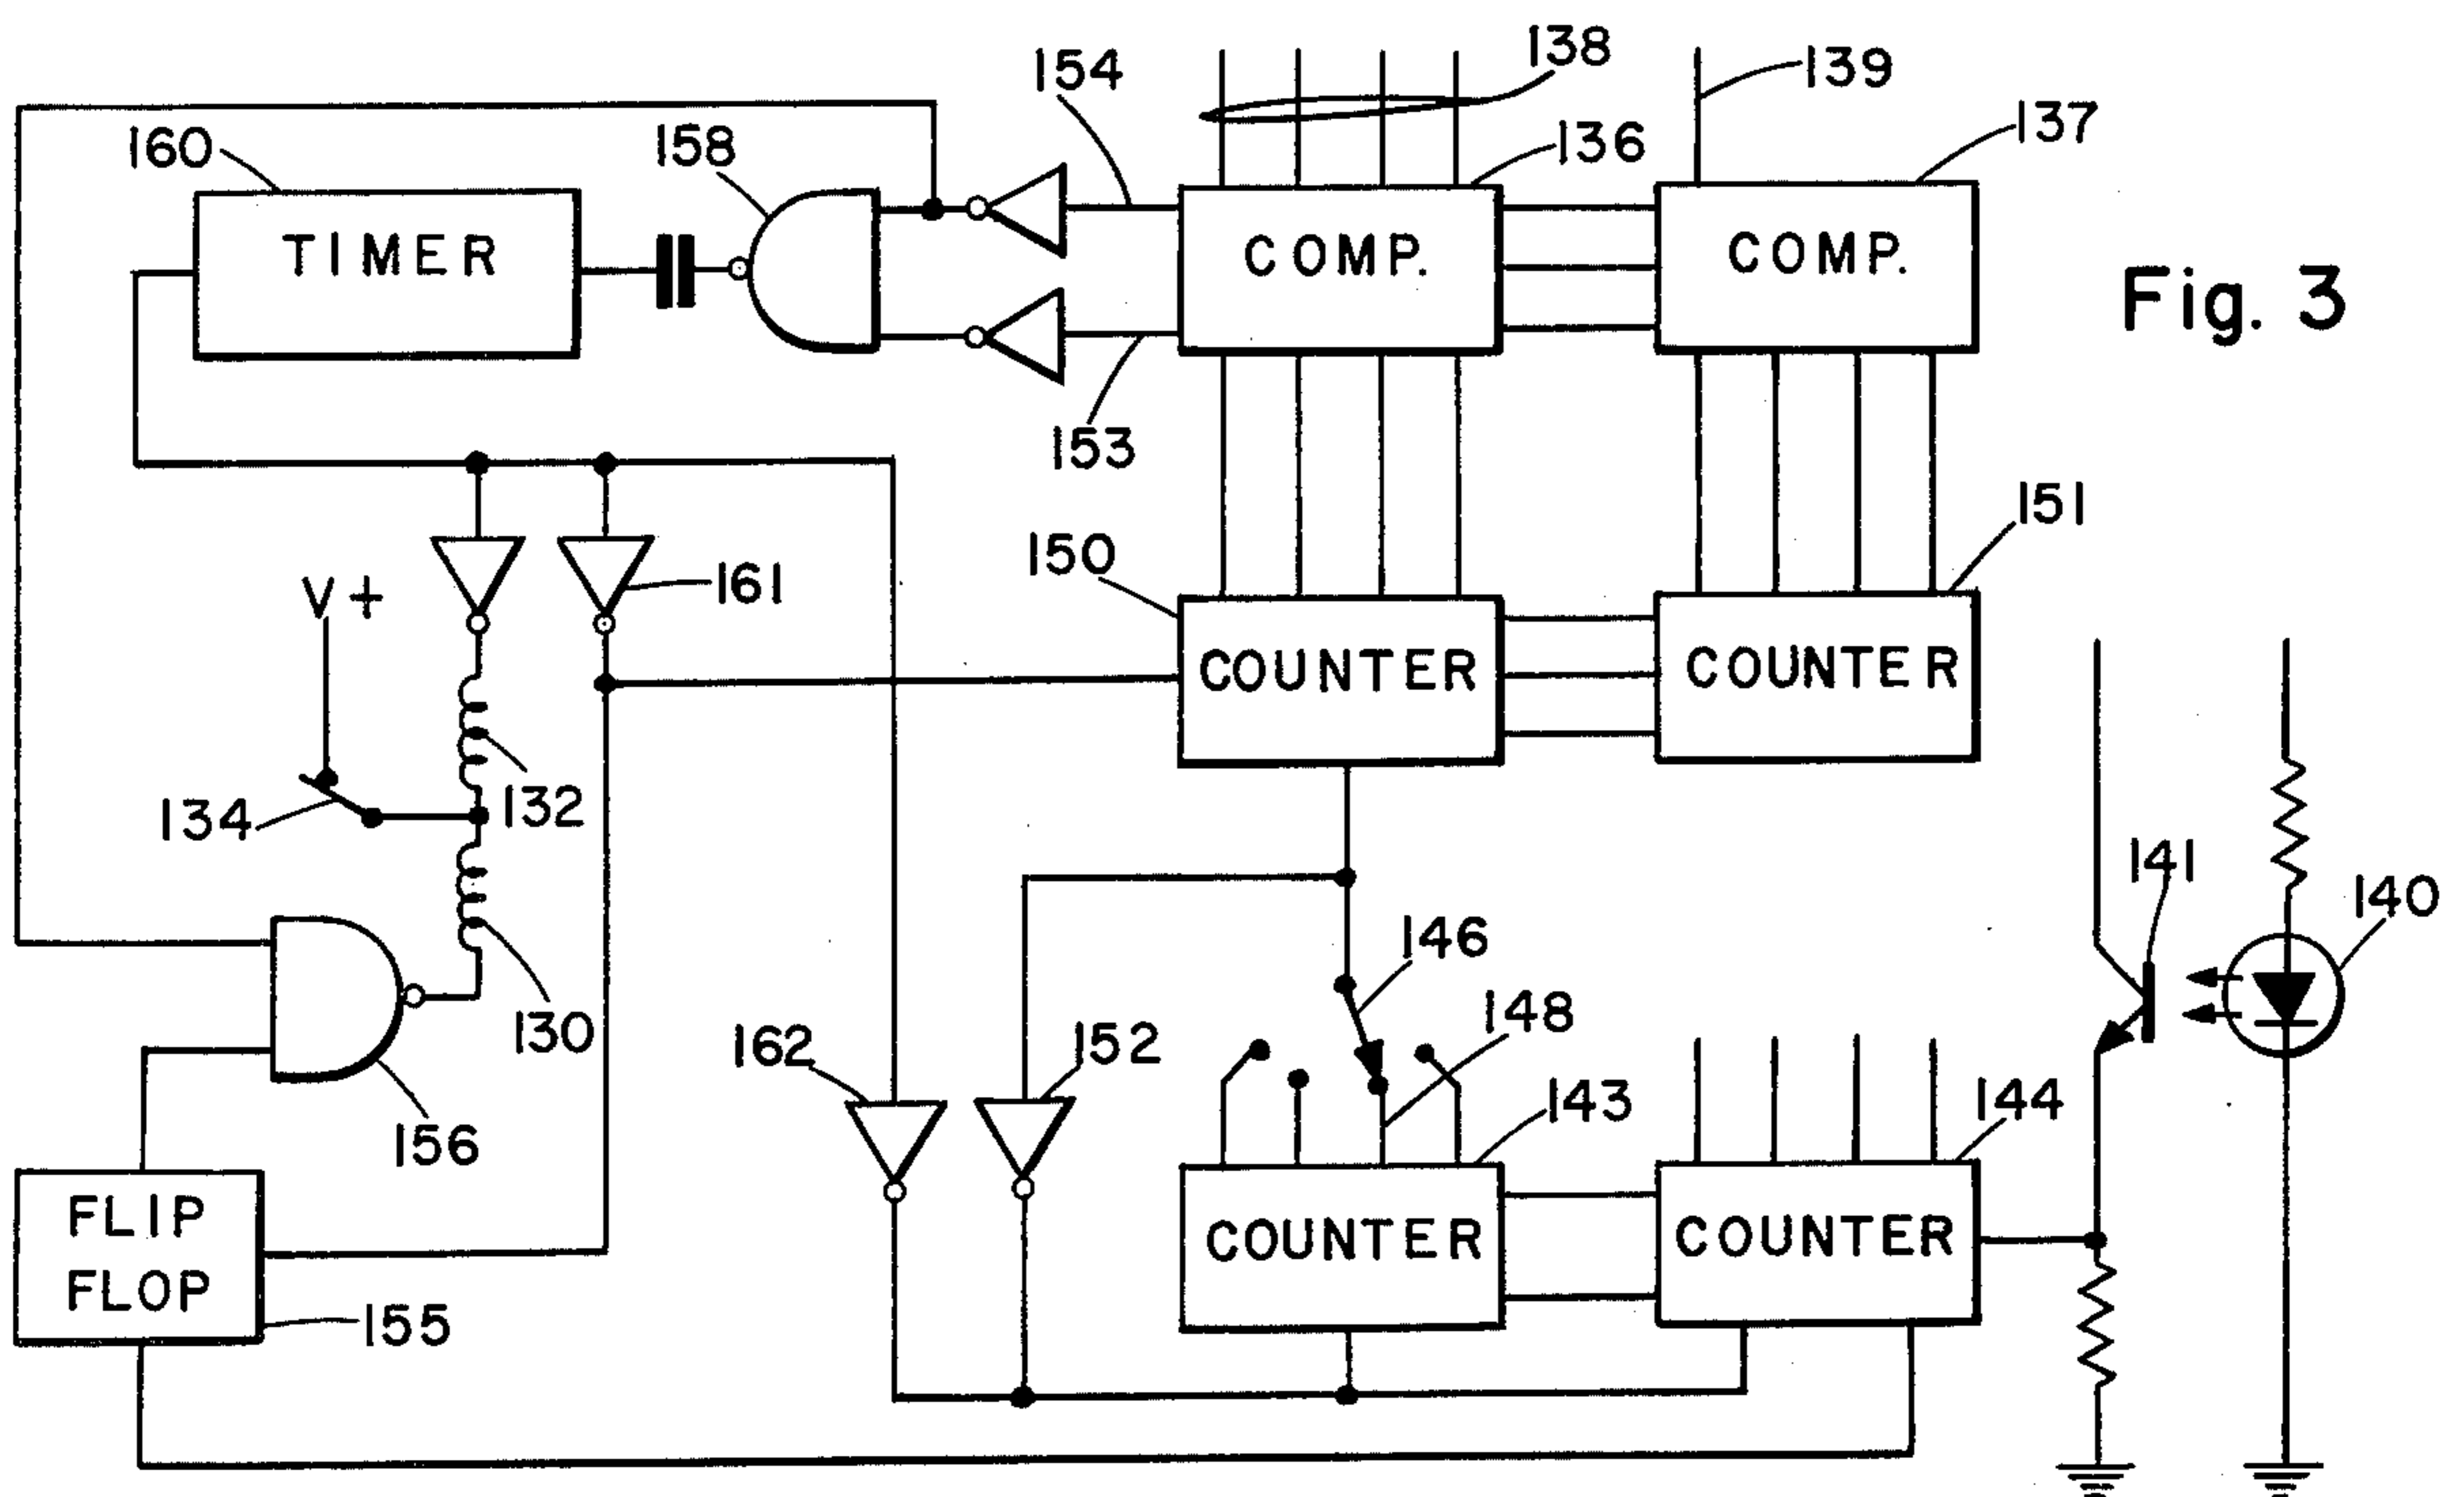 138
154
139
137
160
158
136
TIMER
COMP.
COMP.
Fig. 3
153
151
150
V+
161
COUNTER
COUNTER
134
132
141
140
146
148
130
162
152
143
144
156
FLIP
FLOP
COUNTER
COUNTER
155